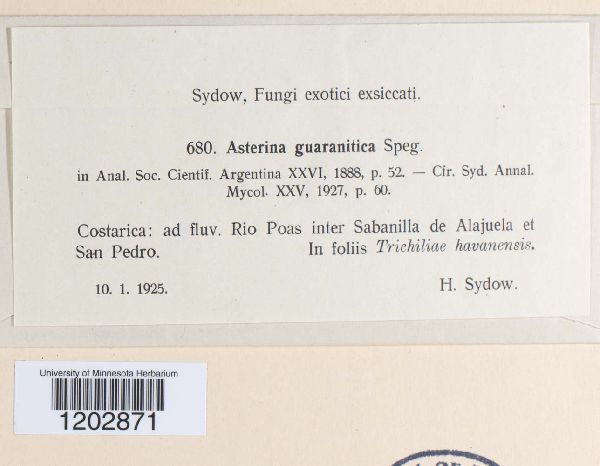 Sydow, Fungi exotici exsiccati.
680. Asterina guaranitica Speg.
in Anal. Soc. Cientif. Argentina XXVI, 1888, p. 52. — Cfr. Syd. Annal.
Mycol. XXV, 1927, p. 60.
Costarica: ad fluv. Rio Poas inter Sabanilla de Alajuela et
San Pedro. In foliis Trichiliae havanensis.
10. 1. 1925. H. Sydow.
University of Minnesota Herbarium
1202871